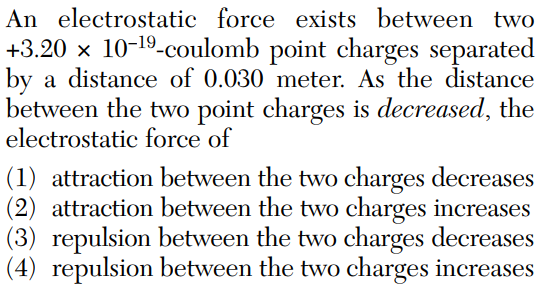 An electrostatic force exists between two
+3.20 × 10⁻¹⁹-coulomb point charges separated
by a distance of 0.030 meter. As the distance
between the two point charges is decreased, the
electrostatic force of
(1) attraction between the two charges decreases
(2) attraction between the two charges increases
(3) repulsion between the two charges decreases
(4) repulsion between the two charges increases